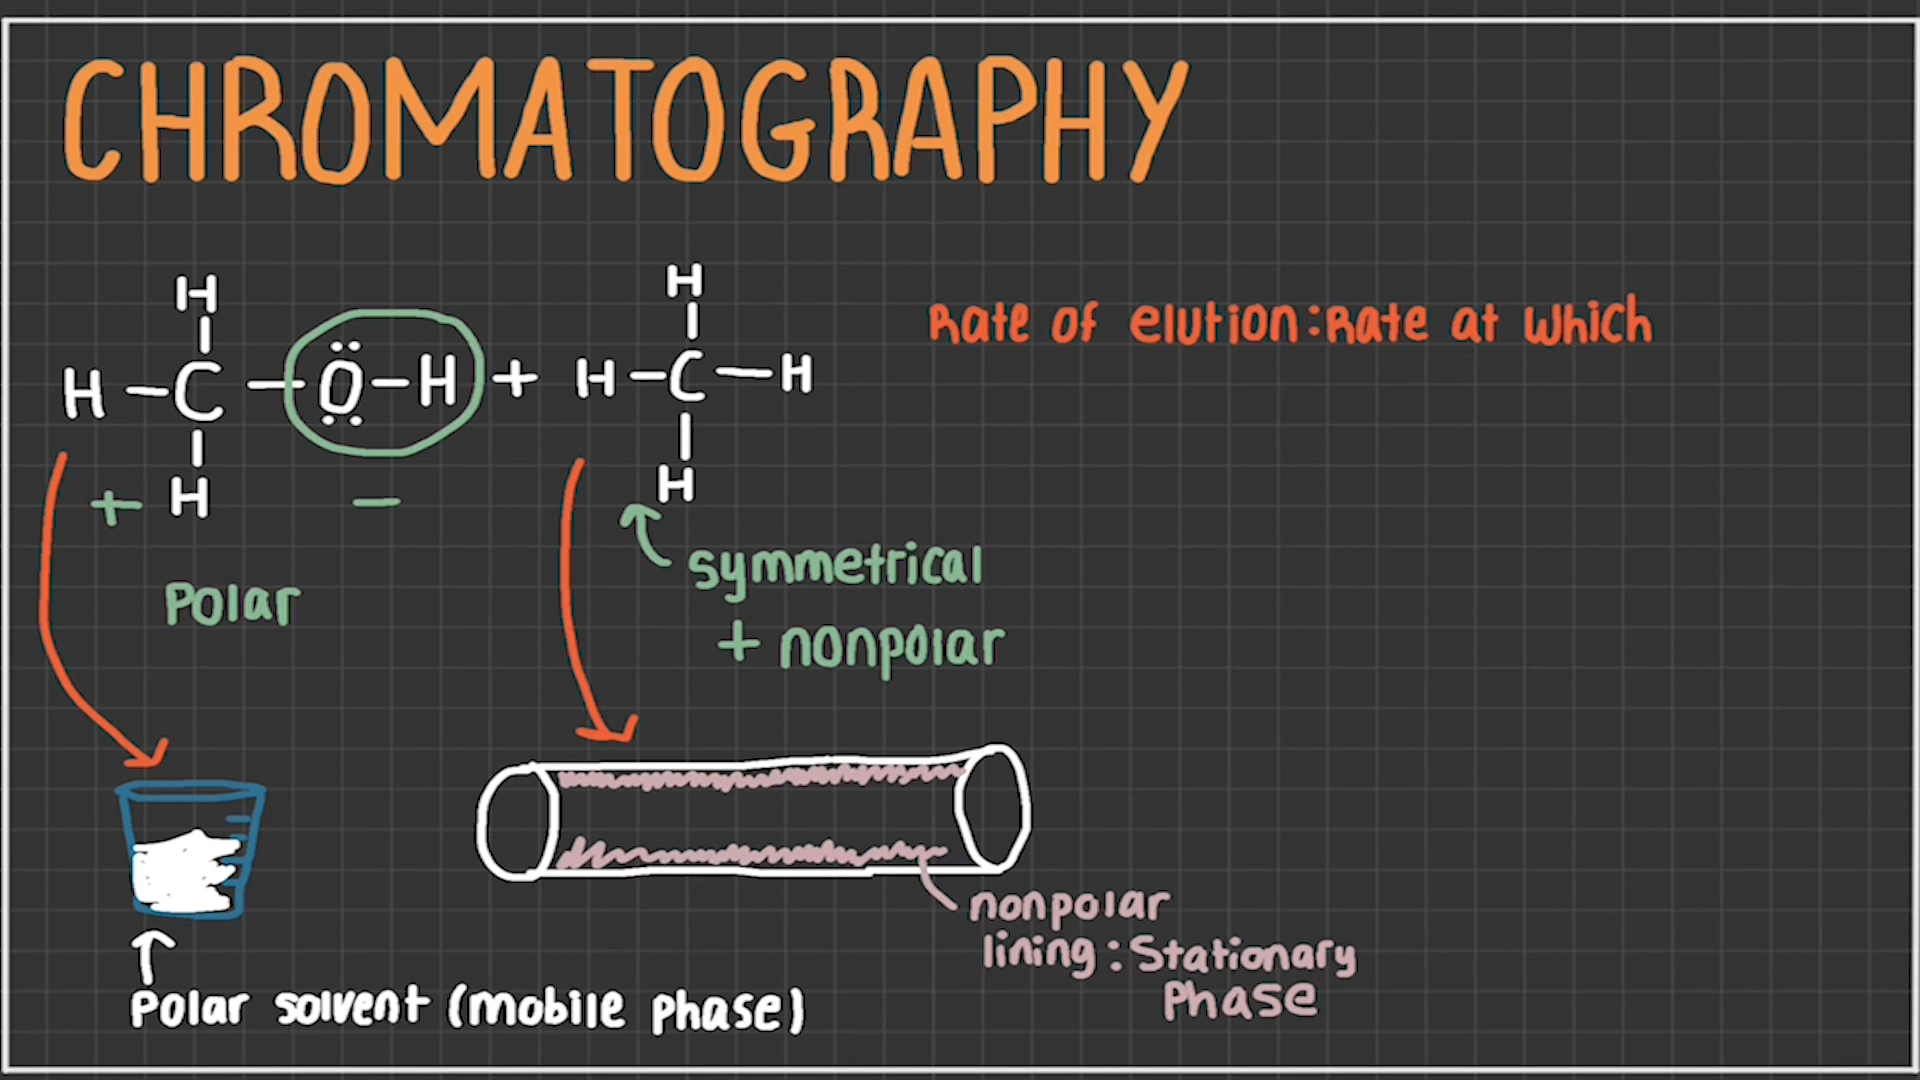 CHROMATOGRAPHY
H
H
H-C-O-H + H-C-H
H
H
+ -
Polar
symmetrical
+ nonpolar
Rate of elution: Rate at which
nonpolar
lining: Stationary
Phase
Polar solvent (mobile phase)